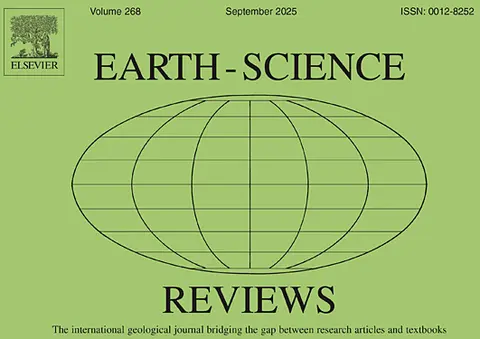 Volume 268
September 2025
ISSN: 0012-8252
ELSEVIER
EARTH-SCIENCE
REVIEWS
The international geological journal bridging the gap between research articles and textbooks